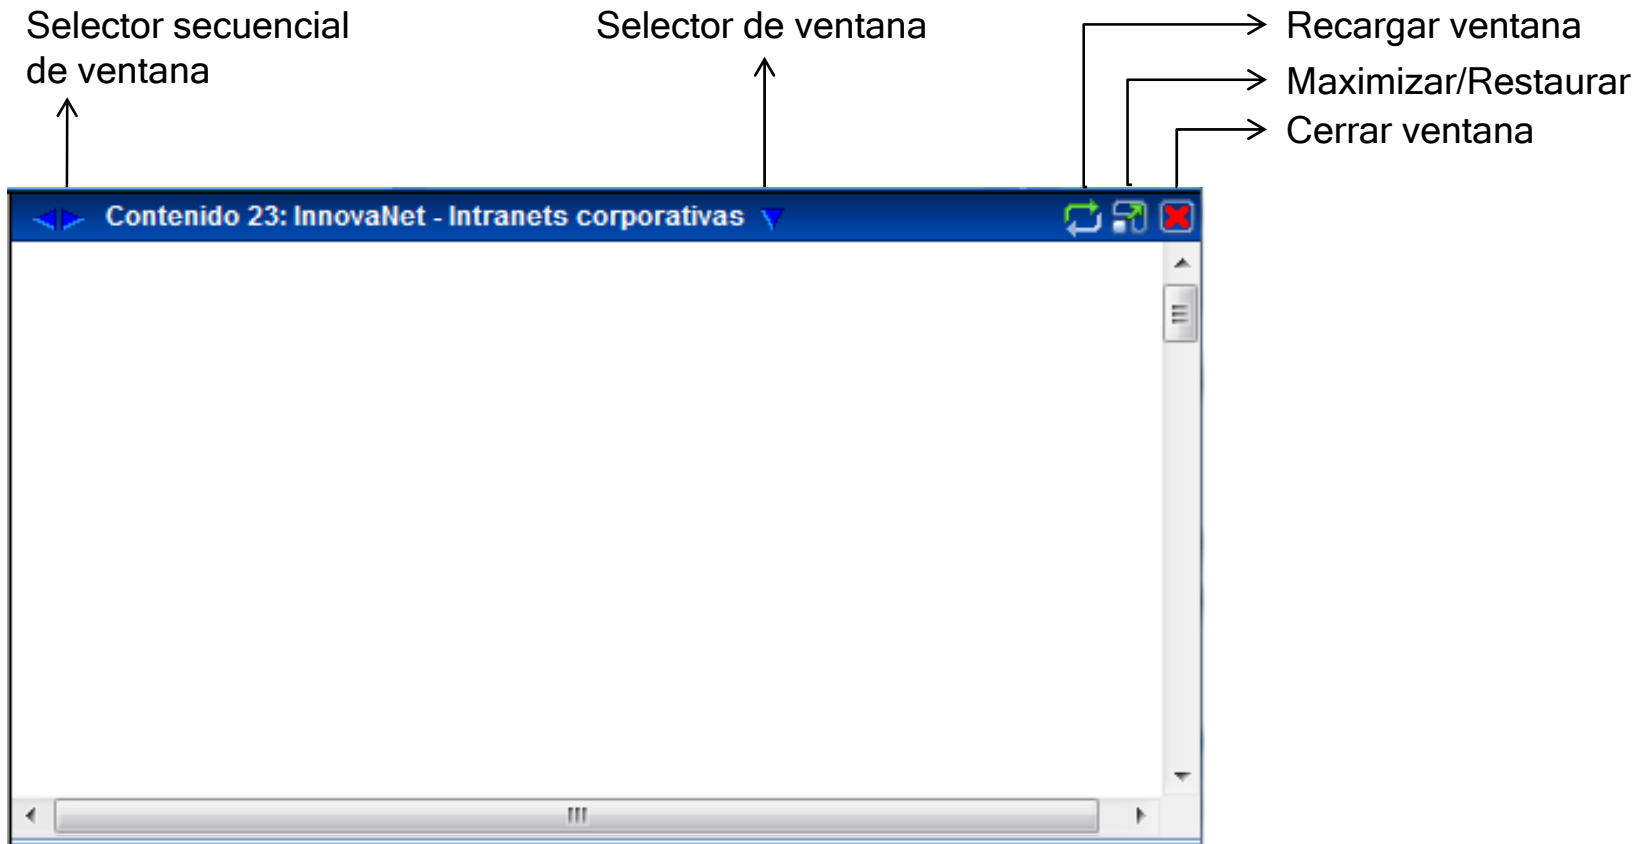 Selector secuencial
de ventana
Selector de ventana
Recargar ventana
Maximizar/Restaurar
Cerrar ventana
Contenido 23: InnovaNet - Intranets corporativas